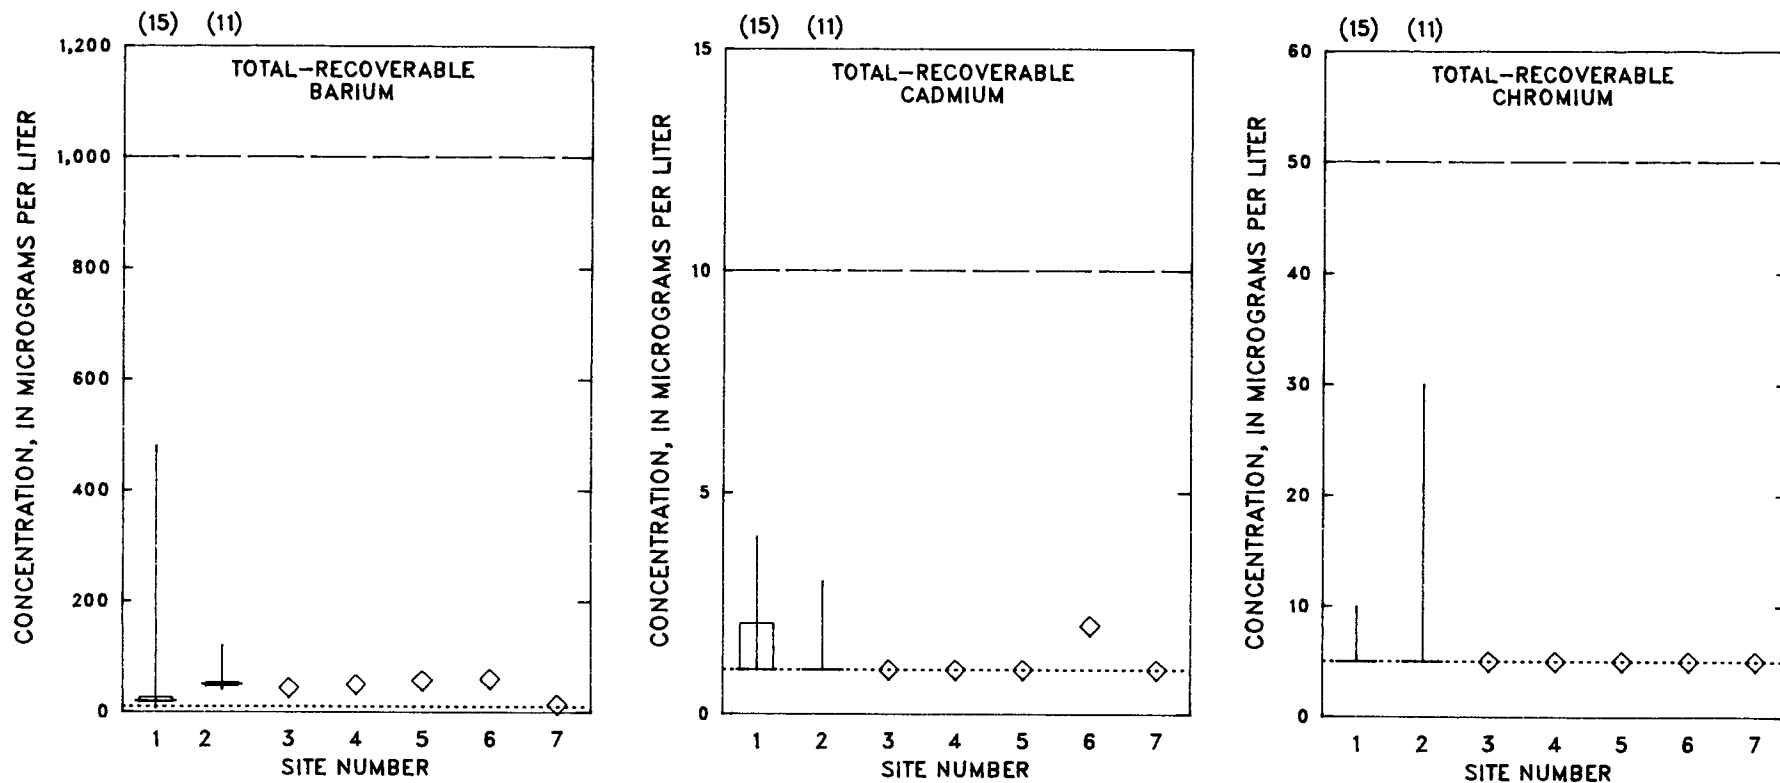 (15) (11)
TOTAL-RECOVERABLE
BARIUM
CONCENTRATION, IN MICROGRAMS PER LITER
1,200
1,000
800
600
400
200
0
1 2 3 4 5 6 7
SITE NUMBER
(15) (11)
TOTAL-RECOVERABLE
CADMIUM
CONCENTRATION, IN MICROGRAMS PER LITER
15
10
5
0
1 2 3 4 5 6 7
SITE NUMBER
(15) (11)
TOTAL-RECOVERABLE
CHROMIUM
CONCENTRATION, IN MICROGRAMS PER LITER
60
50
40
30
20
10
0
1 2 3 4 5 6 7
SITE NUMBER